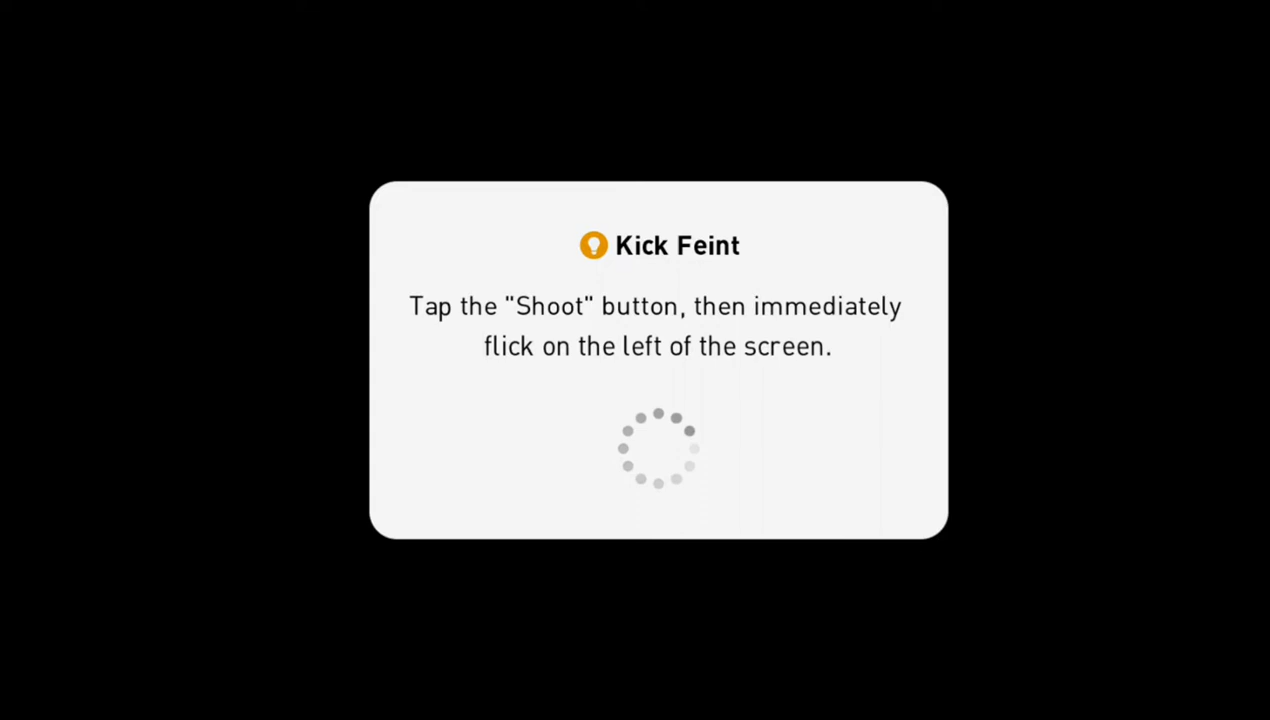 Kick Feint
Tap the "Shoot" button, then immediately
flick on the left of the screen.